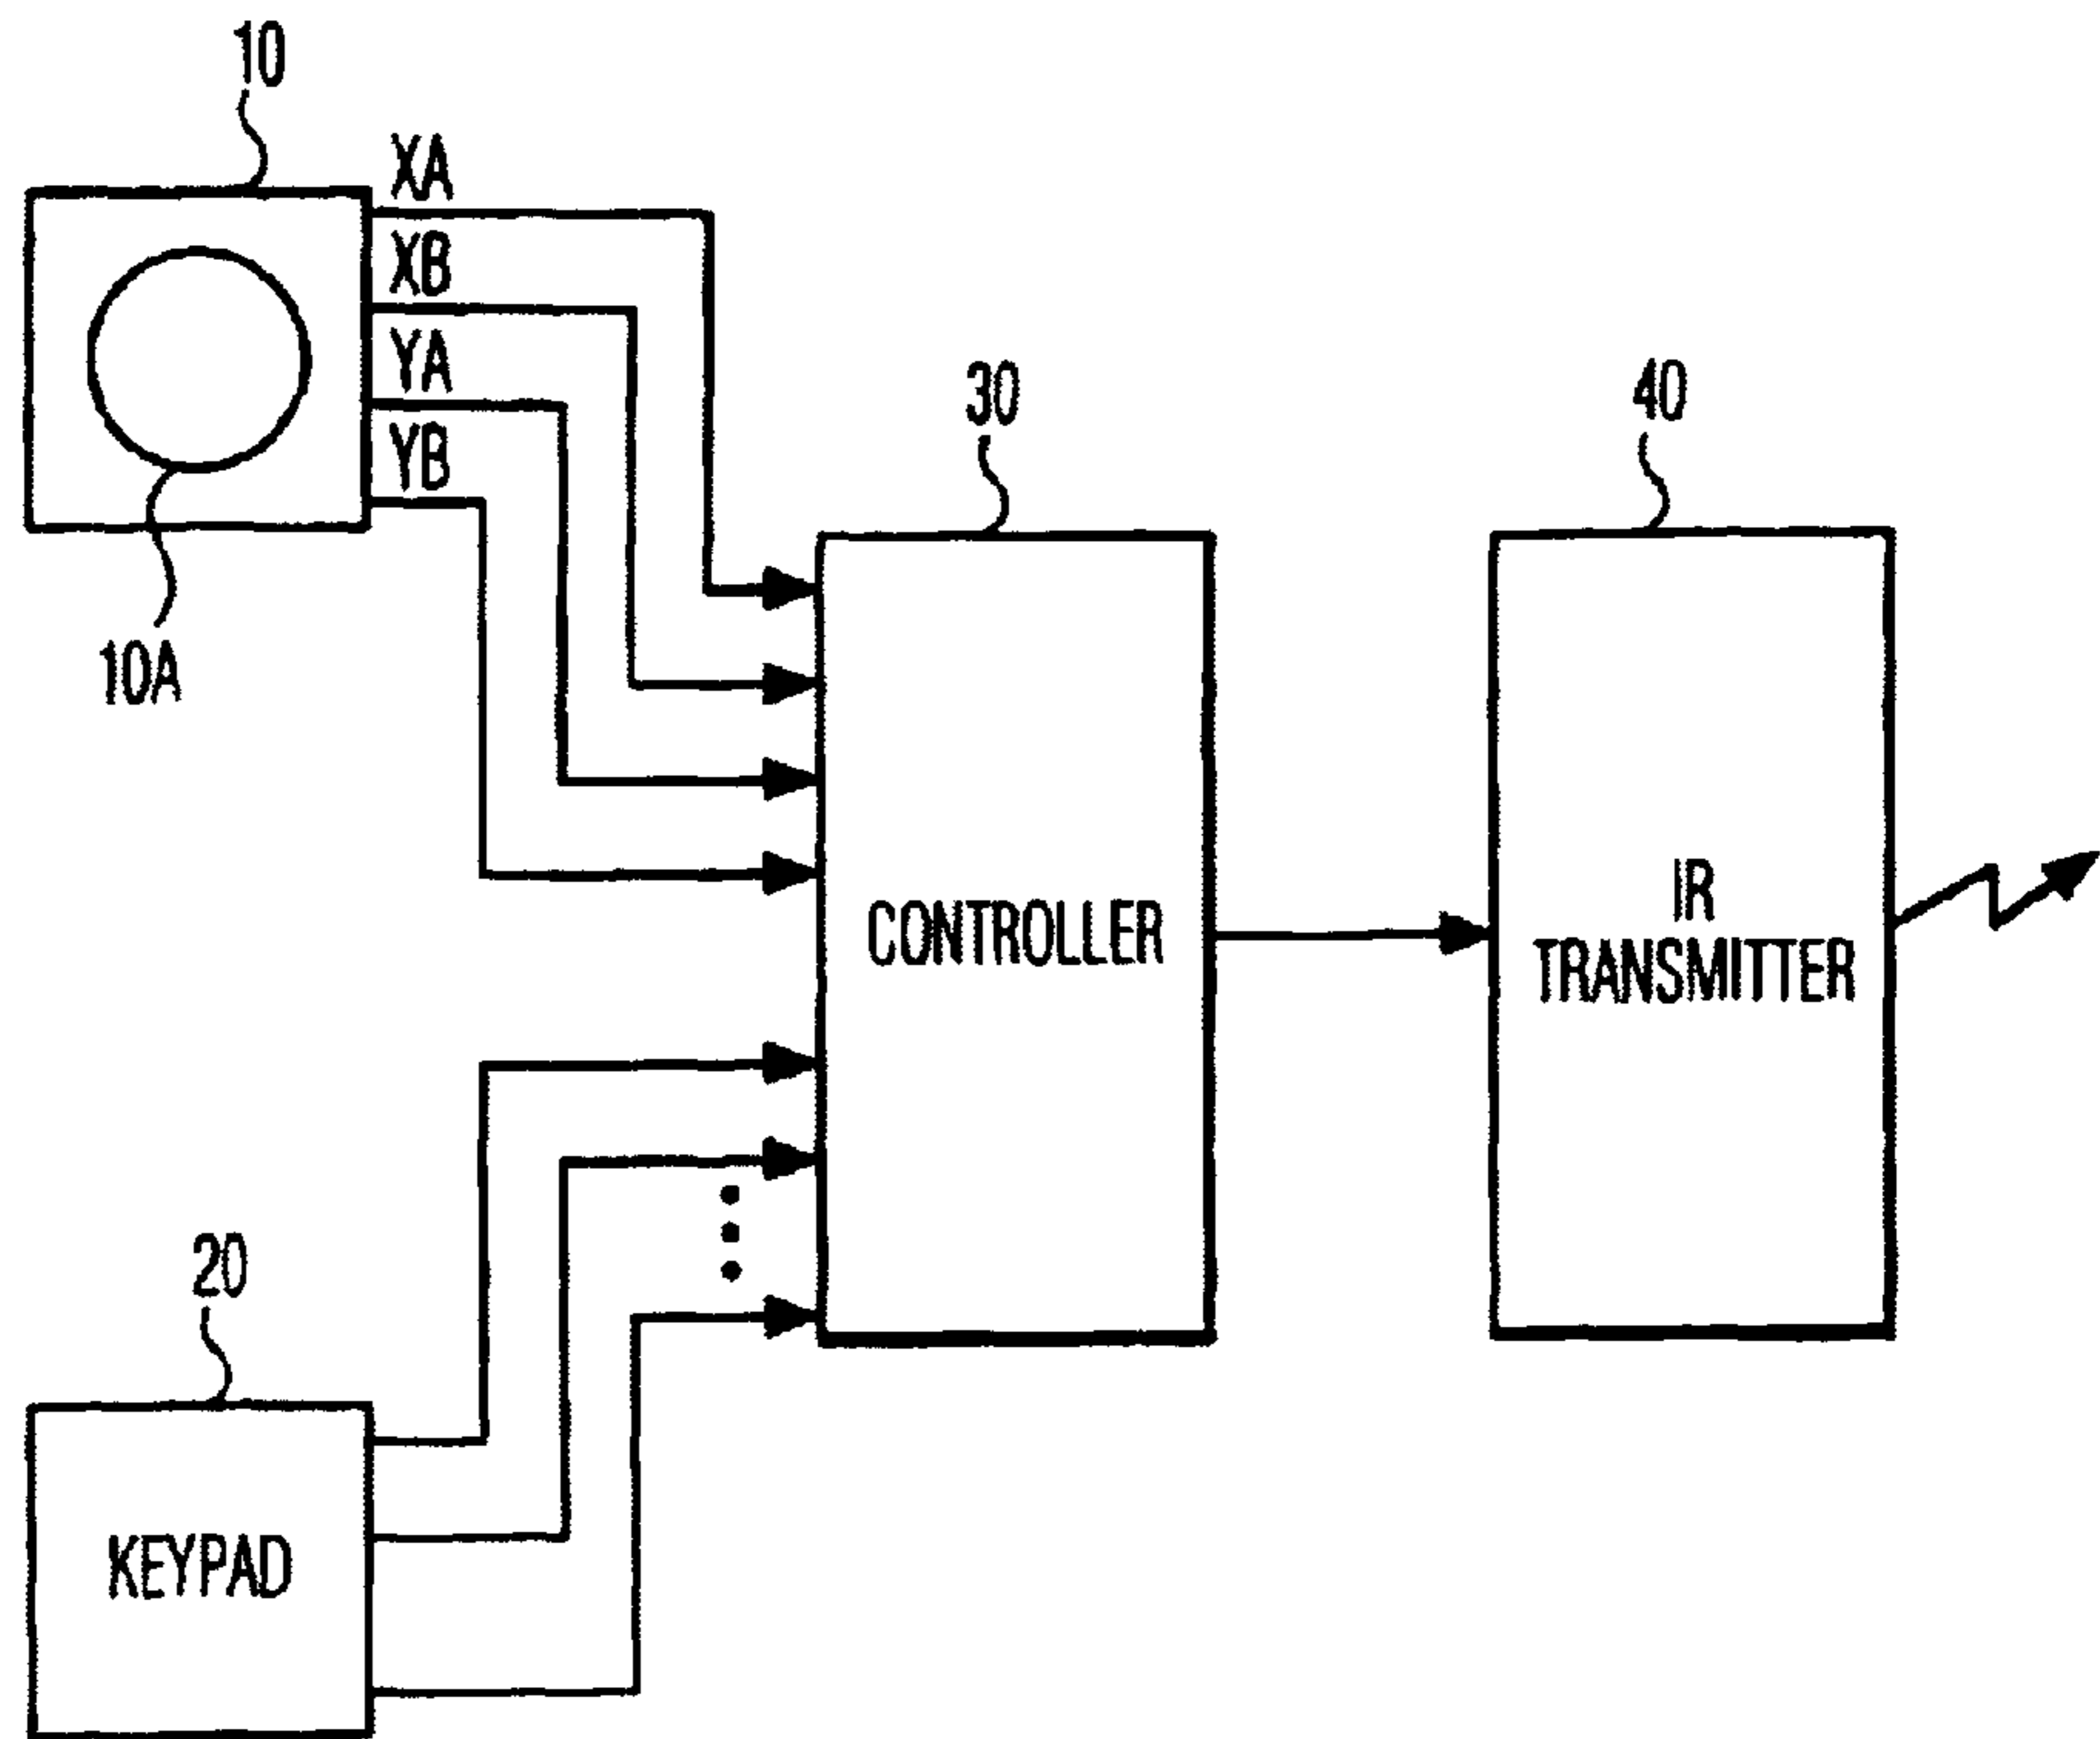 10
XA
XB
YA
YB
10A
30
40
CONTROLLER
IR
TRANSMITTER
20
KEYPAD